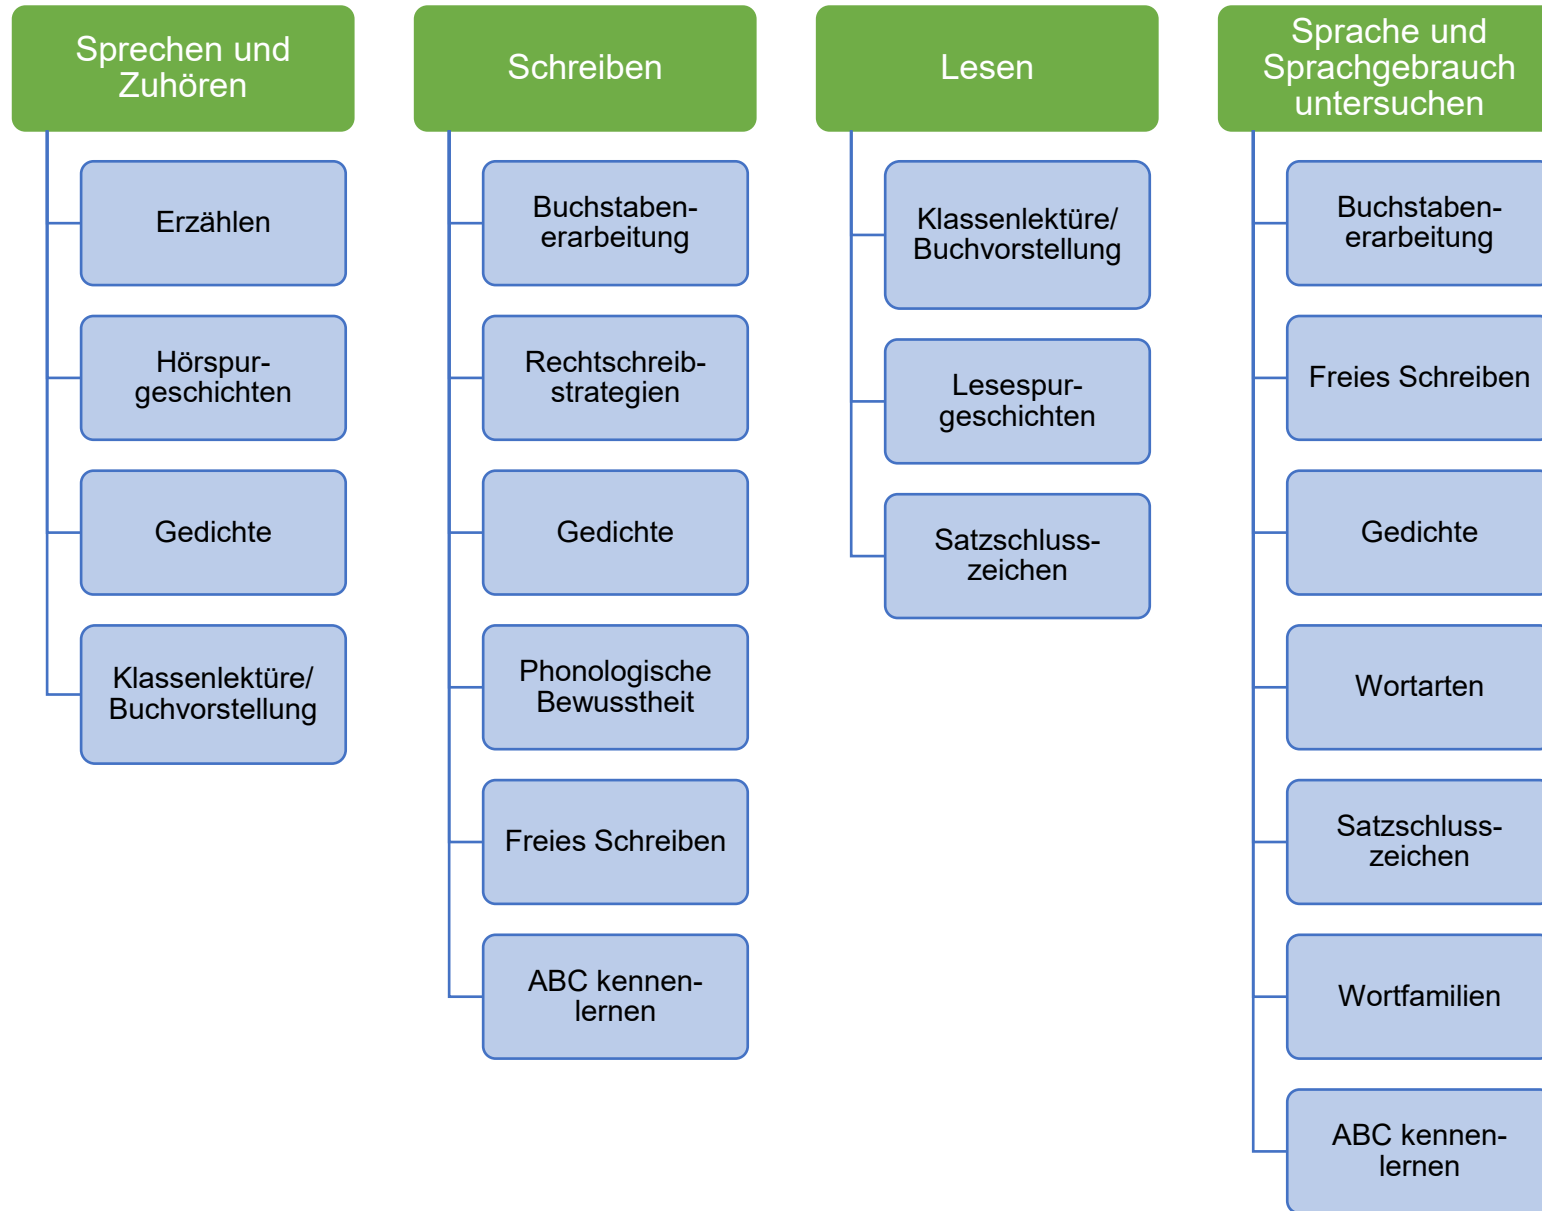 Sprechen und
Zuhören
Erzählen
Hörspur-
geschichten
Gedichte
Klassenlektüre/
Buchvorstellung
Schreiben
Buchstaben-
erarbeitung
Rechtschreib-
strategien
Gedichte
Phonologische
Bewusstheit
Freies Schreiben
ABC kennen-
lernen
Lesen
Klassenlektüre/
Buchvorstellung
Lesespur-
geschichten
Satzschluss-
zeichen
Sprache und
Sprachgebrauch
untersuchen
Buchstaben-
erarbeitung
Freies Schreiben
Gedichte
Wortarten
Satzschluss-
zeichen
Wortfamilien
ABC kennen-
lernen